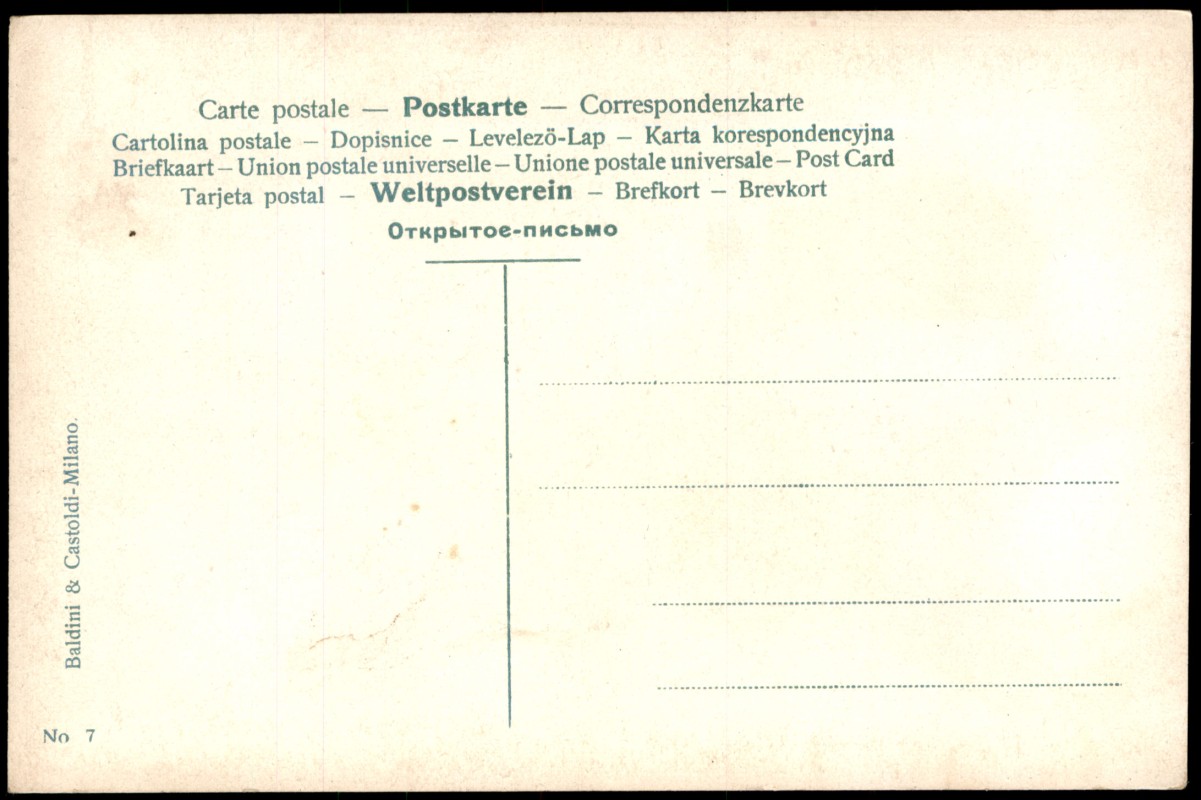 Carte postale — Postkarte — Correspondenzkarte
Cartolina postale – Dopisnice – Levelező-Lap – Karta korespondencyjna
Briefkaart – Union postale universelle – Unione postale universale – Post Card
Tarjeta postal – Weltpostverein – Brefkort – Brevkort
Открытое-письмо
Baldini & Castoldi-Milano.
No 7